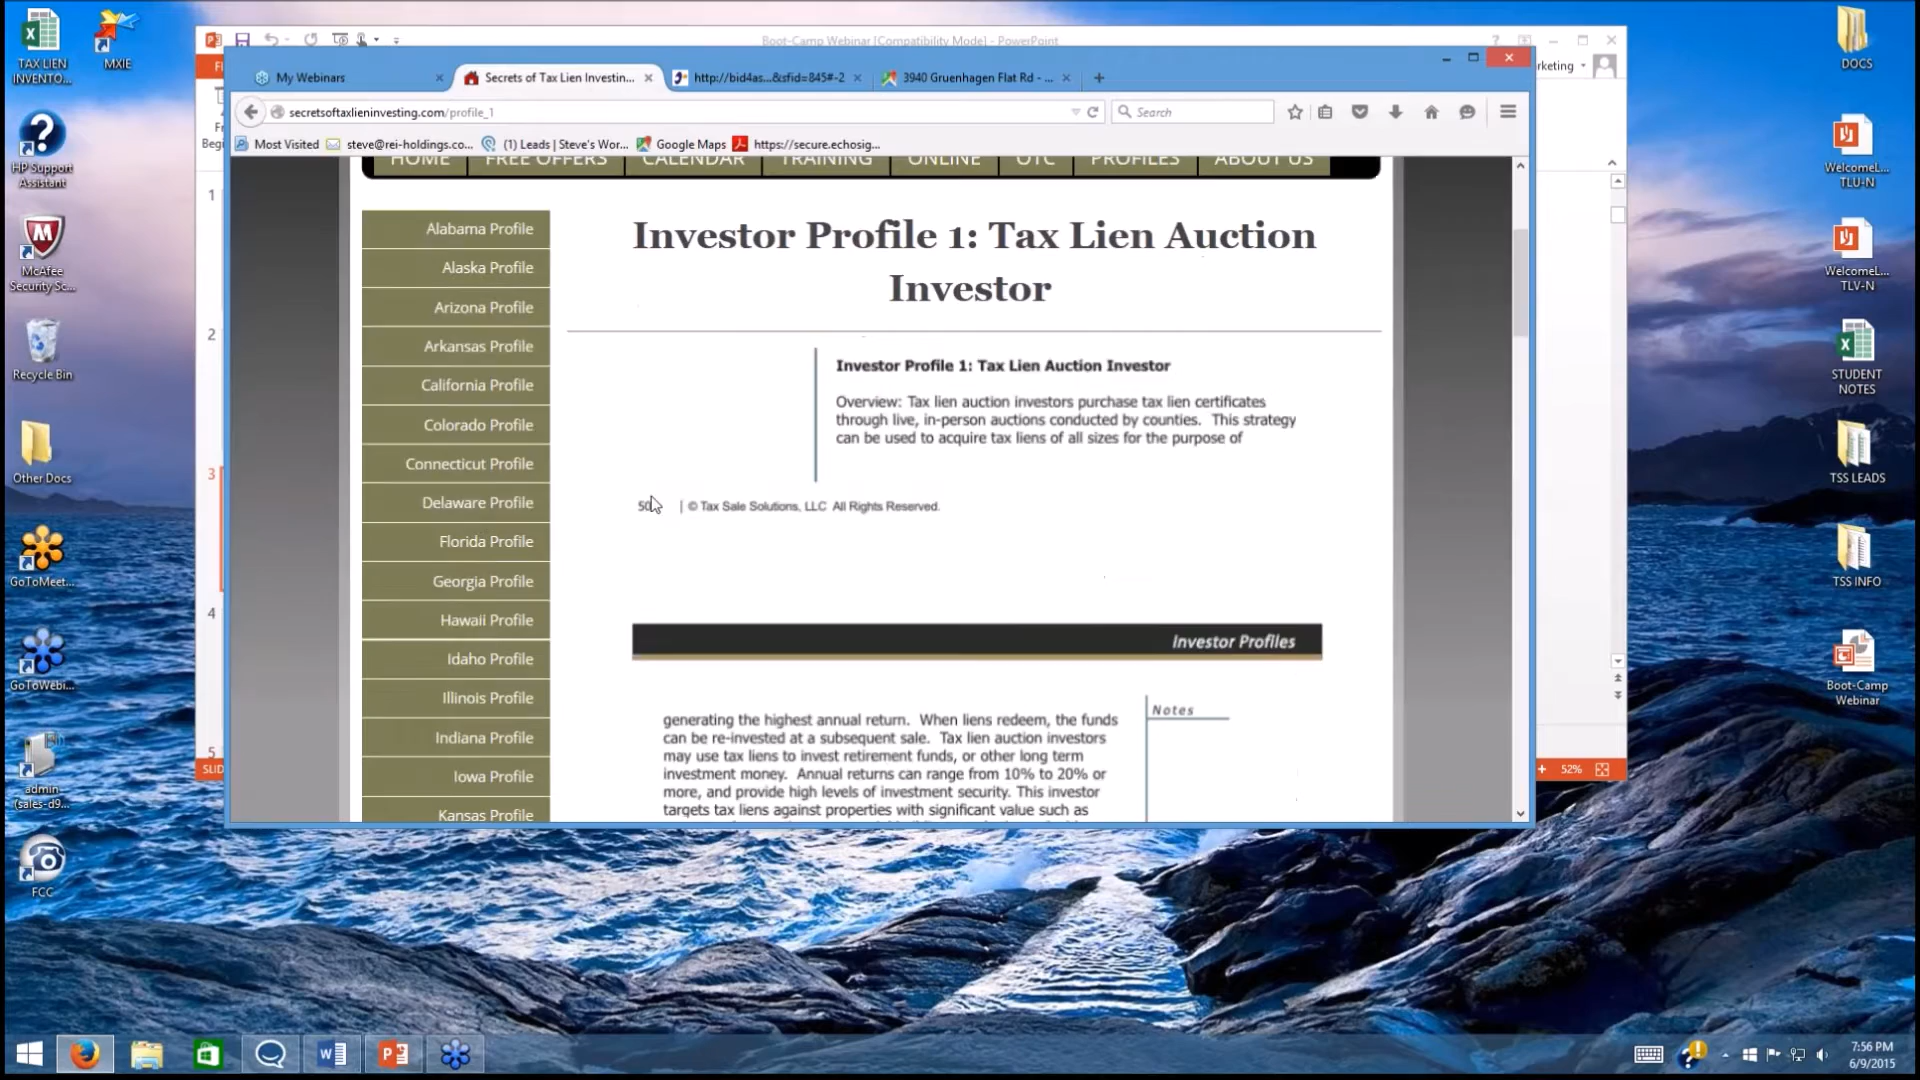 TAX LIEN
INVENTO...
MXIE
HP Support
Assistant
McAfee
Security Sc...
Recycle Bin
Other Docs
GoToMeet...
GoToWebi...
admin
(sales-d9...
FCC
Boot-Camp Webinar [Compatibility Mode] - PowerPoint
rketing
My Webinars
Secrets of Tax Lien Investin...
http://bid4as...&sfid=845#-2
3940 Gruenhagen Flat Rd - ...
secretsoftaxlieninvesting.com/profile_1
Search
Most Visited
steve@rei-holdings.co...
(1) Leads | Steve's Wor...
Google Maps
https://secure.echosig...
HOME
FREE OFFERS
CALENDAR
TRAINING
ONLINE
OTC
PROFILES
ABOUT US
Alabama Profile
Alaska Profile
Arizona Profile
Arkansas Profile
California Profile
Colorado Profile
Connecticut Profile
Delaware Profile
Florida Profile
Georgia Profile
Hawaii Profile
Idaho Profile
Illinois Profile
Indiana Profile
Iowa Profile
Kansas Profile
Investor Profile 1: Tax Lien Auction
Investor
Investor Profile 1: Tax Lien Auction Investor
Overview: Tax lien auction investors purchase tax lien certificates
through live, in-person auctions conducted by counties. This strategy
can be used to acquire tax liens of all sizes for the purpose of
50 | © Tax Sale Solutions, LLC All Rights Reserved.
Investor Profiles
generating the highest annual return. When liens redeem, the funds
can be re-invested at a subsequent sale. Tax lien auction investors
may use tax liens to invest retirement funds, or other long term
investment money. Annual returns can range from 10% to 20% or
more, and provide high levels of investment security. This investor
targets tax liens against properties with significant value such as
Notes
1
2
3
4
5
SLID
52%
DOCS
WelcomeL...
TLU-N
WelcomeL...
TLV-N
STUDENT
NOTES
TSS LEADS
TSS INFO
Boot-Camp
Webinar
7:56 PM
6/9/2015